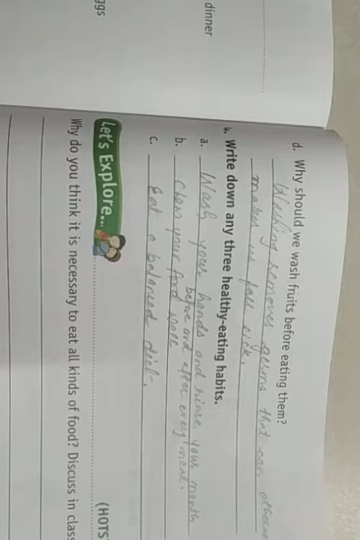 dinner
ggs
d. Why should we wash fruits before eating them?
Washing removes germs that can otherwise
makes us fall sick.
4. Write down any three healthy-eating habits.
a. Wash your hands and rinse your mouth
before and after every meal.
b. Chew your food well
c. Eat a balanced diet.
Let's Explore...
(HOTS
Why do you think it is necessary to eat all kinds of food? Discuss in class